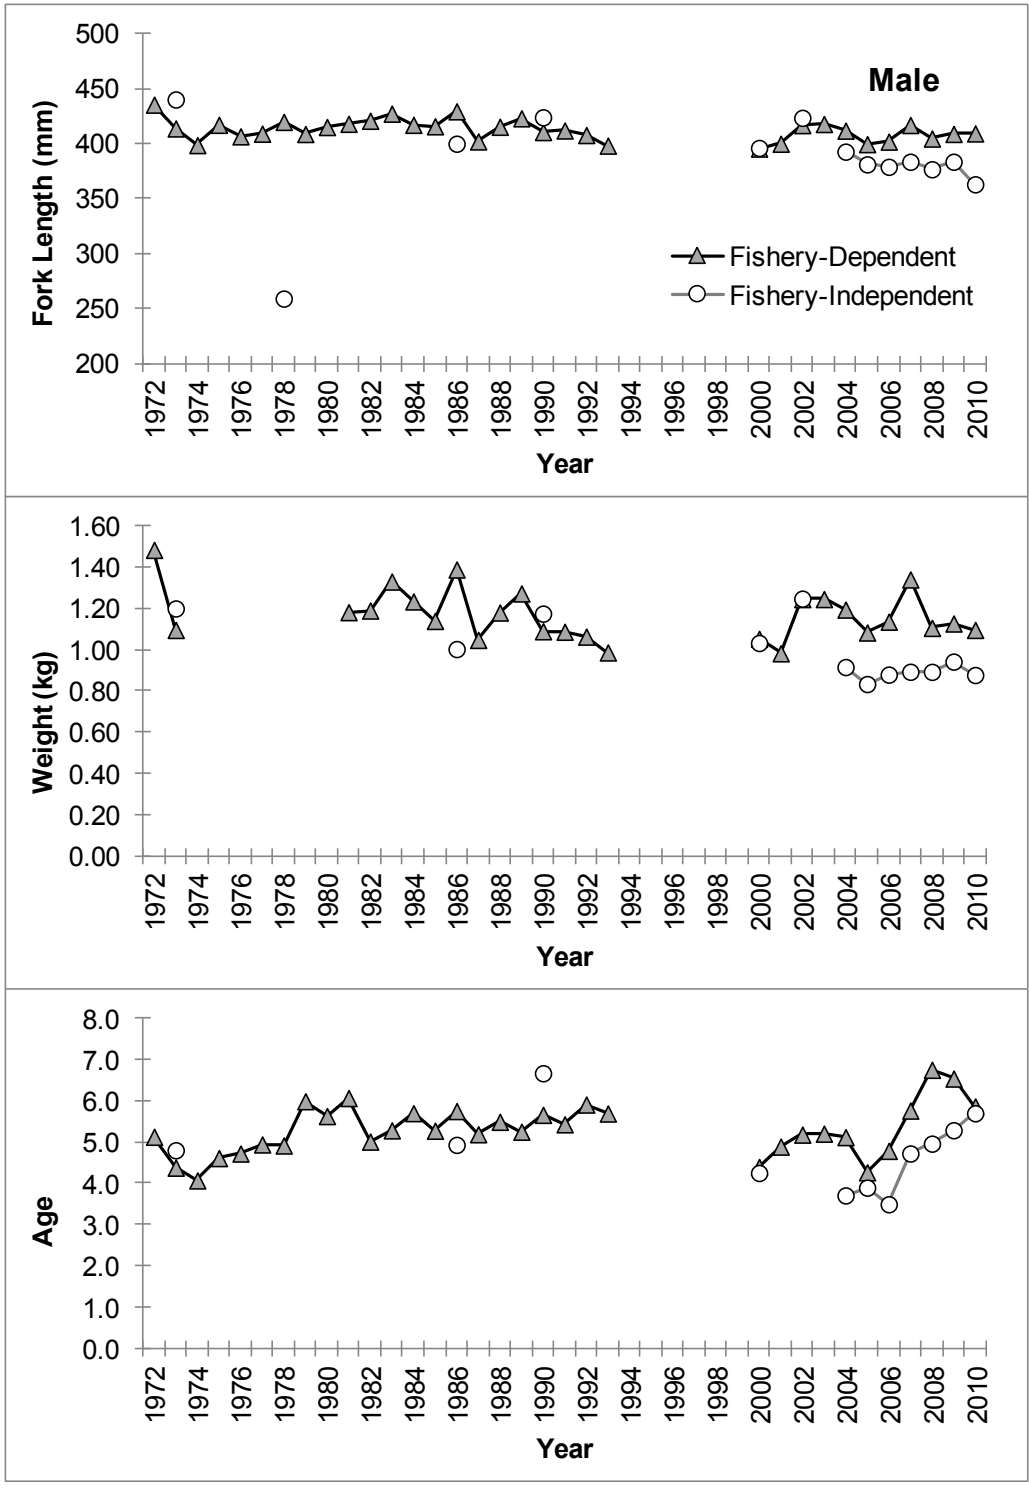 Male
Fork Length (mm)
500
450
400
350
300
250
200
Fishery-Dependent
Fishery-Independent
1972 1974 1976 1978 1980 1982 1984 1986 1988 1990 1992 1994 1996 1998 2000 2002 2004 2006 2008 2010
Year
Weight (kg)
1.60
1.40
1.20
1.00
0.80
0.60
0.40
0.20
0.00
1972 1974 1976 1978 1980 1982 1984 1986 1988 1990 1992 1994 1996 1998 2000 2002 2004 2006 2008 2010
Year
Age
8.0
7.0
6.0
5.0
4.0
3.0
2.0
1.0
0.0
1972 1974 1976 1978 1980 1982 1984 1986 1988 1990 1992 1994 1996 1998 2000 2002 2004 2006 2008 2010
Year